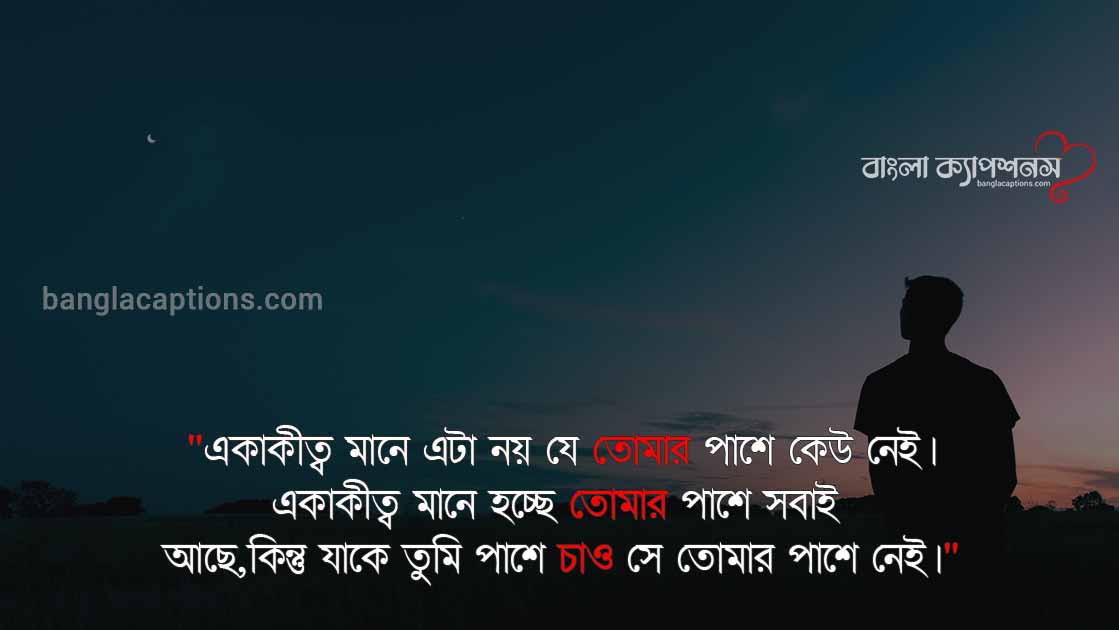 বাংলা ক্যাপশনস
banglacaptions.com
banglacaptions.com
"একাকীত্ব মানে এটা নয় যে তোমার পাশে কেউ নেই।
একাকীত্ব মানে হচ্ছে তোমার পাশে সবাই
আছে,কিন্তু যাকে তুমি পাশে চাও সে তোমার পাশে নেই।"